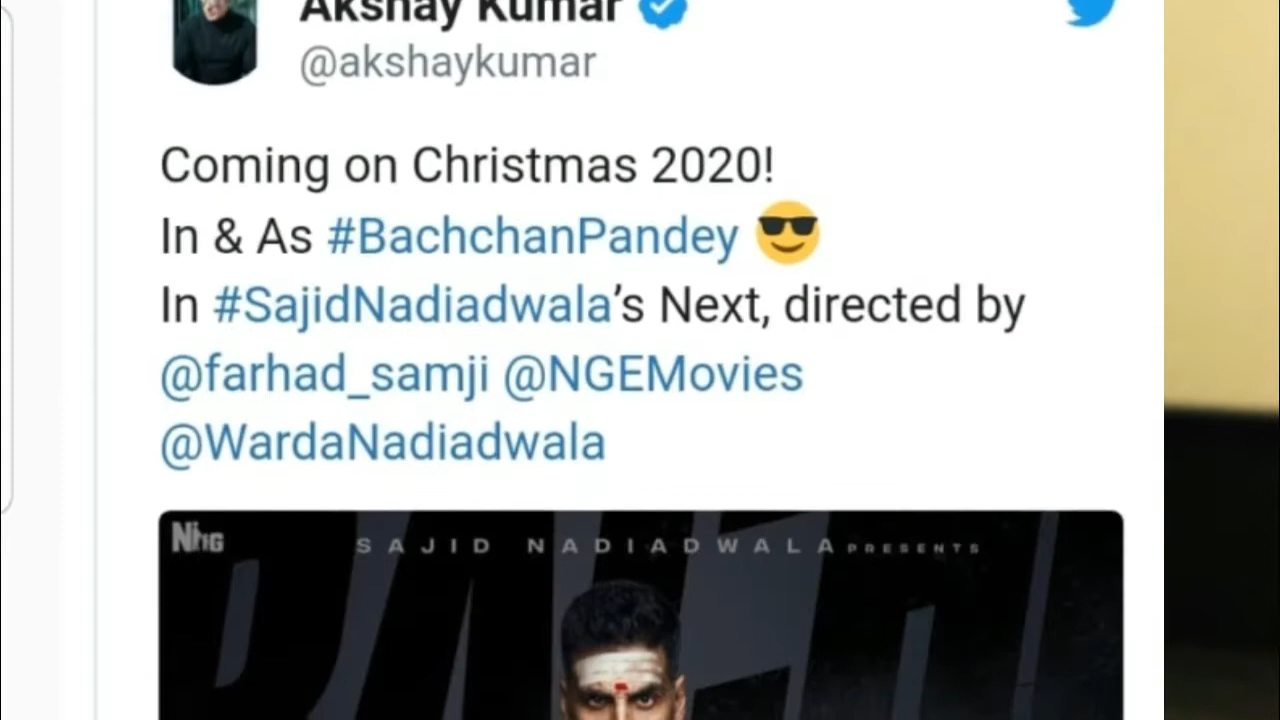 Akshay Kumar
@akshaykumar
Coming on Christmas 2020!
In & As #BachchanPandey 😎
In #SajidNadiadwala’s Next, directed by
@farhad_samji @NGEMovies
@WardaNadiadwala
SAJID NADIADWALA PRESENTS